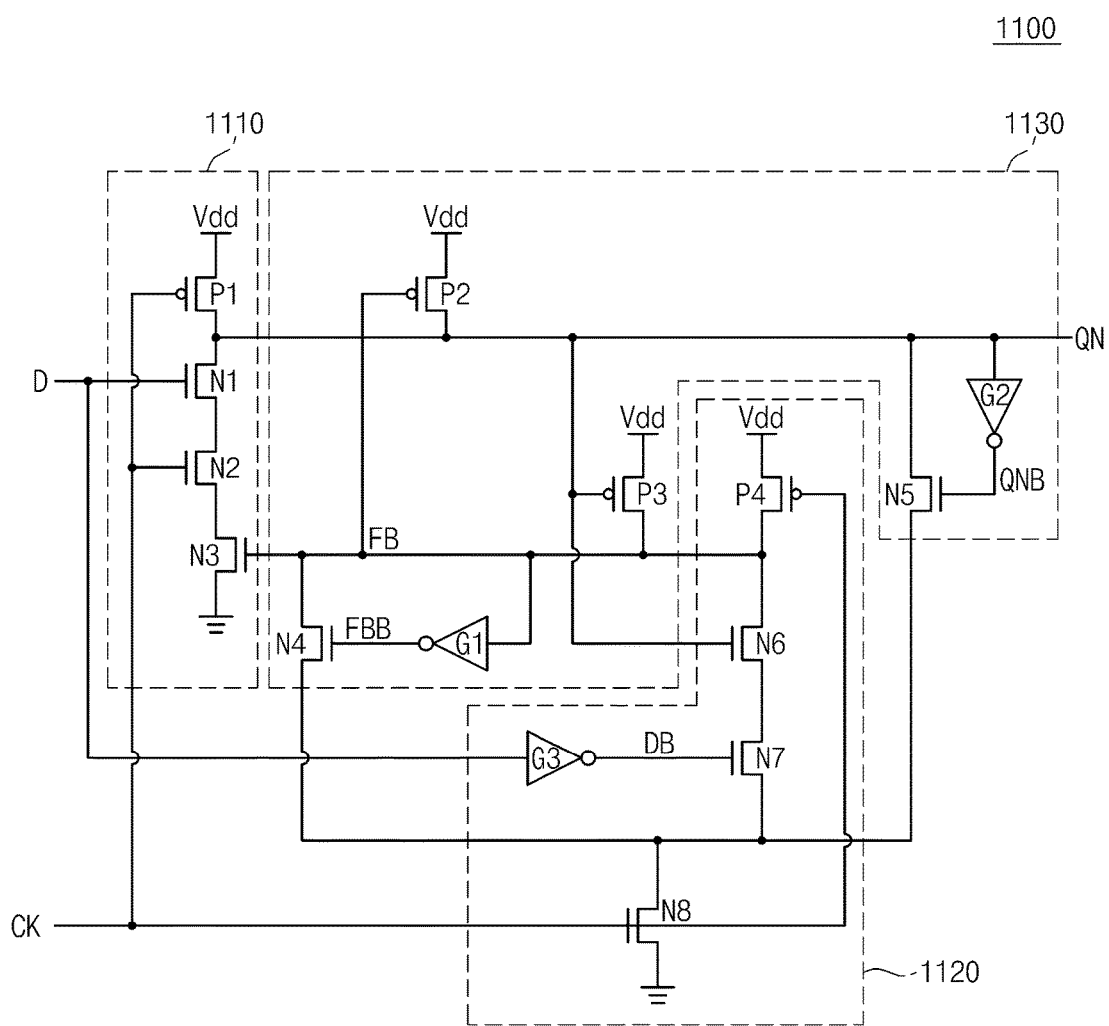 1100
1110
1130
Vdd
Vdd
P1
P2
QN
D
N1
G2
Vdd
Vdd
N2
P3
P4
N5
QNB
N3
FB
N4
FBB
G1
N6
G3
DB
N7
CK
N8
1120